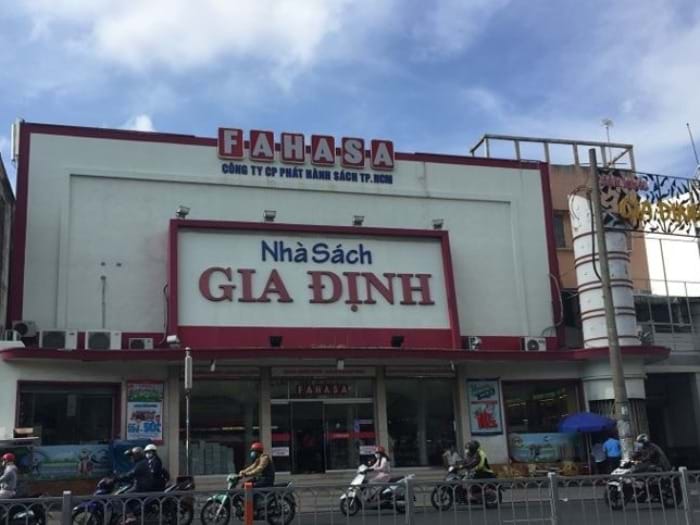 FAHASA
CÔNG TY CP PHÁT HÀNH SÁCH TP.HCM
Nhà Sách
GIA ĐỊNH
FAHASA